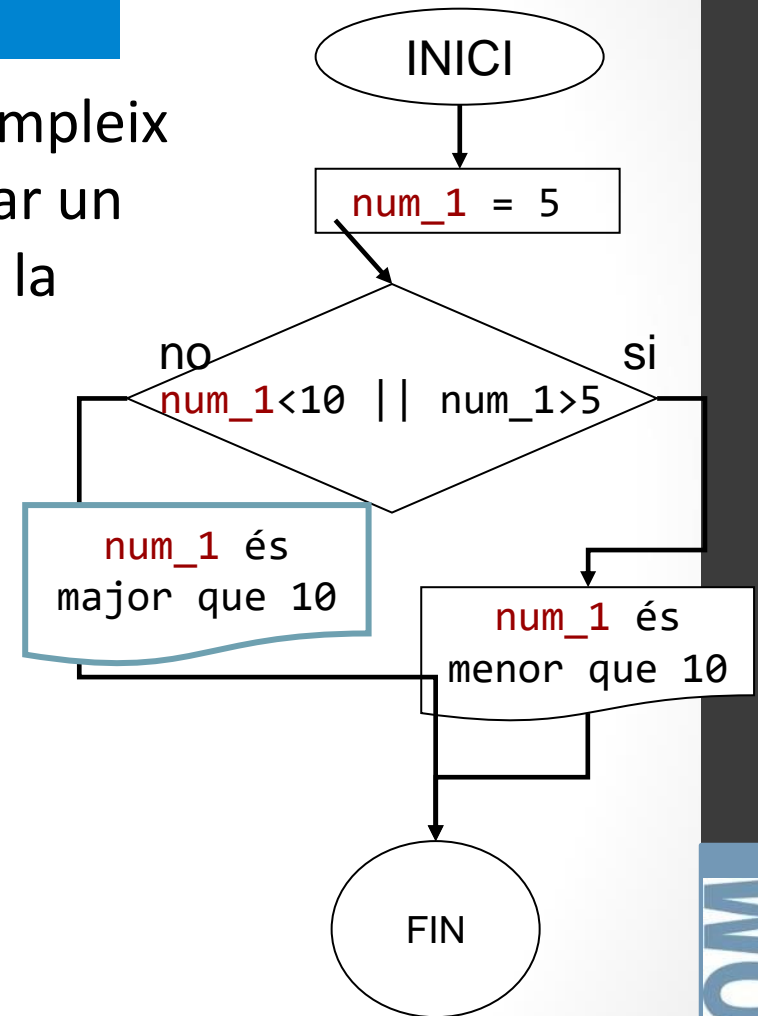 mpleix
ar un
la
INICI
num_1 = 5
no
si
num_1<10 || num_1>5
num_1 és
major que 10
num_1 és
menor que 10
FIN